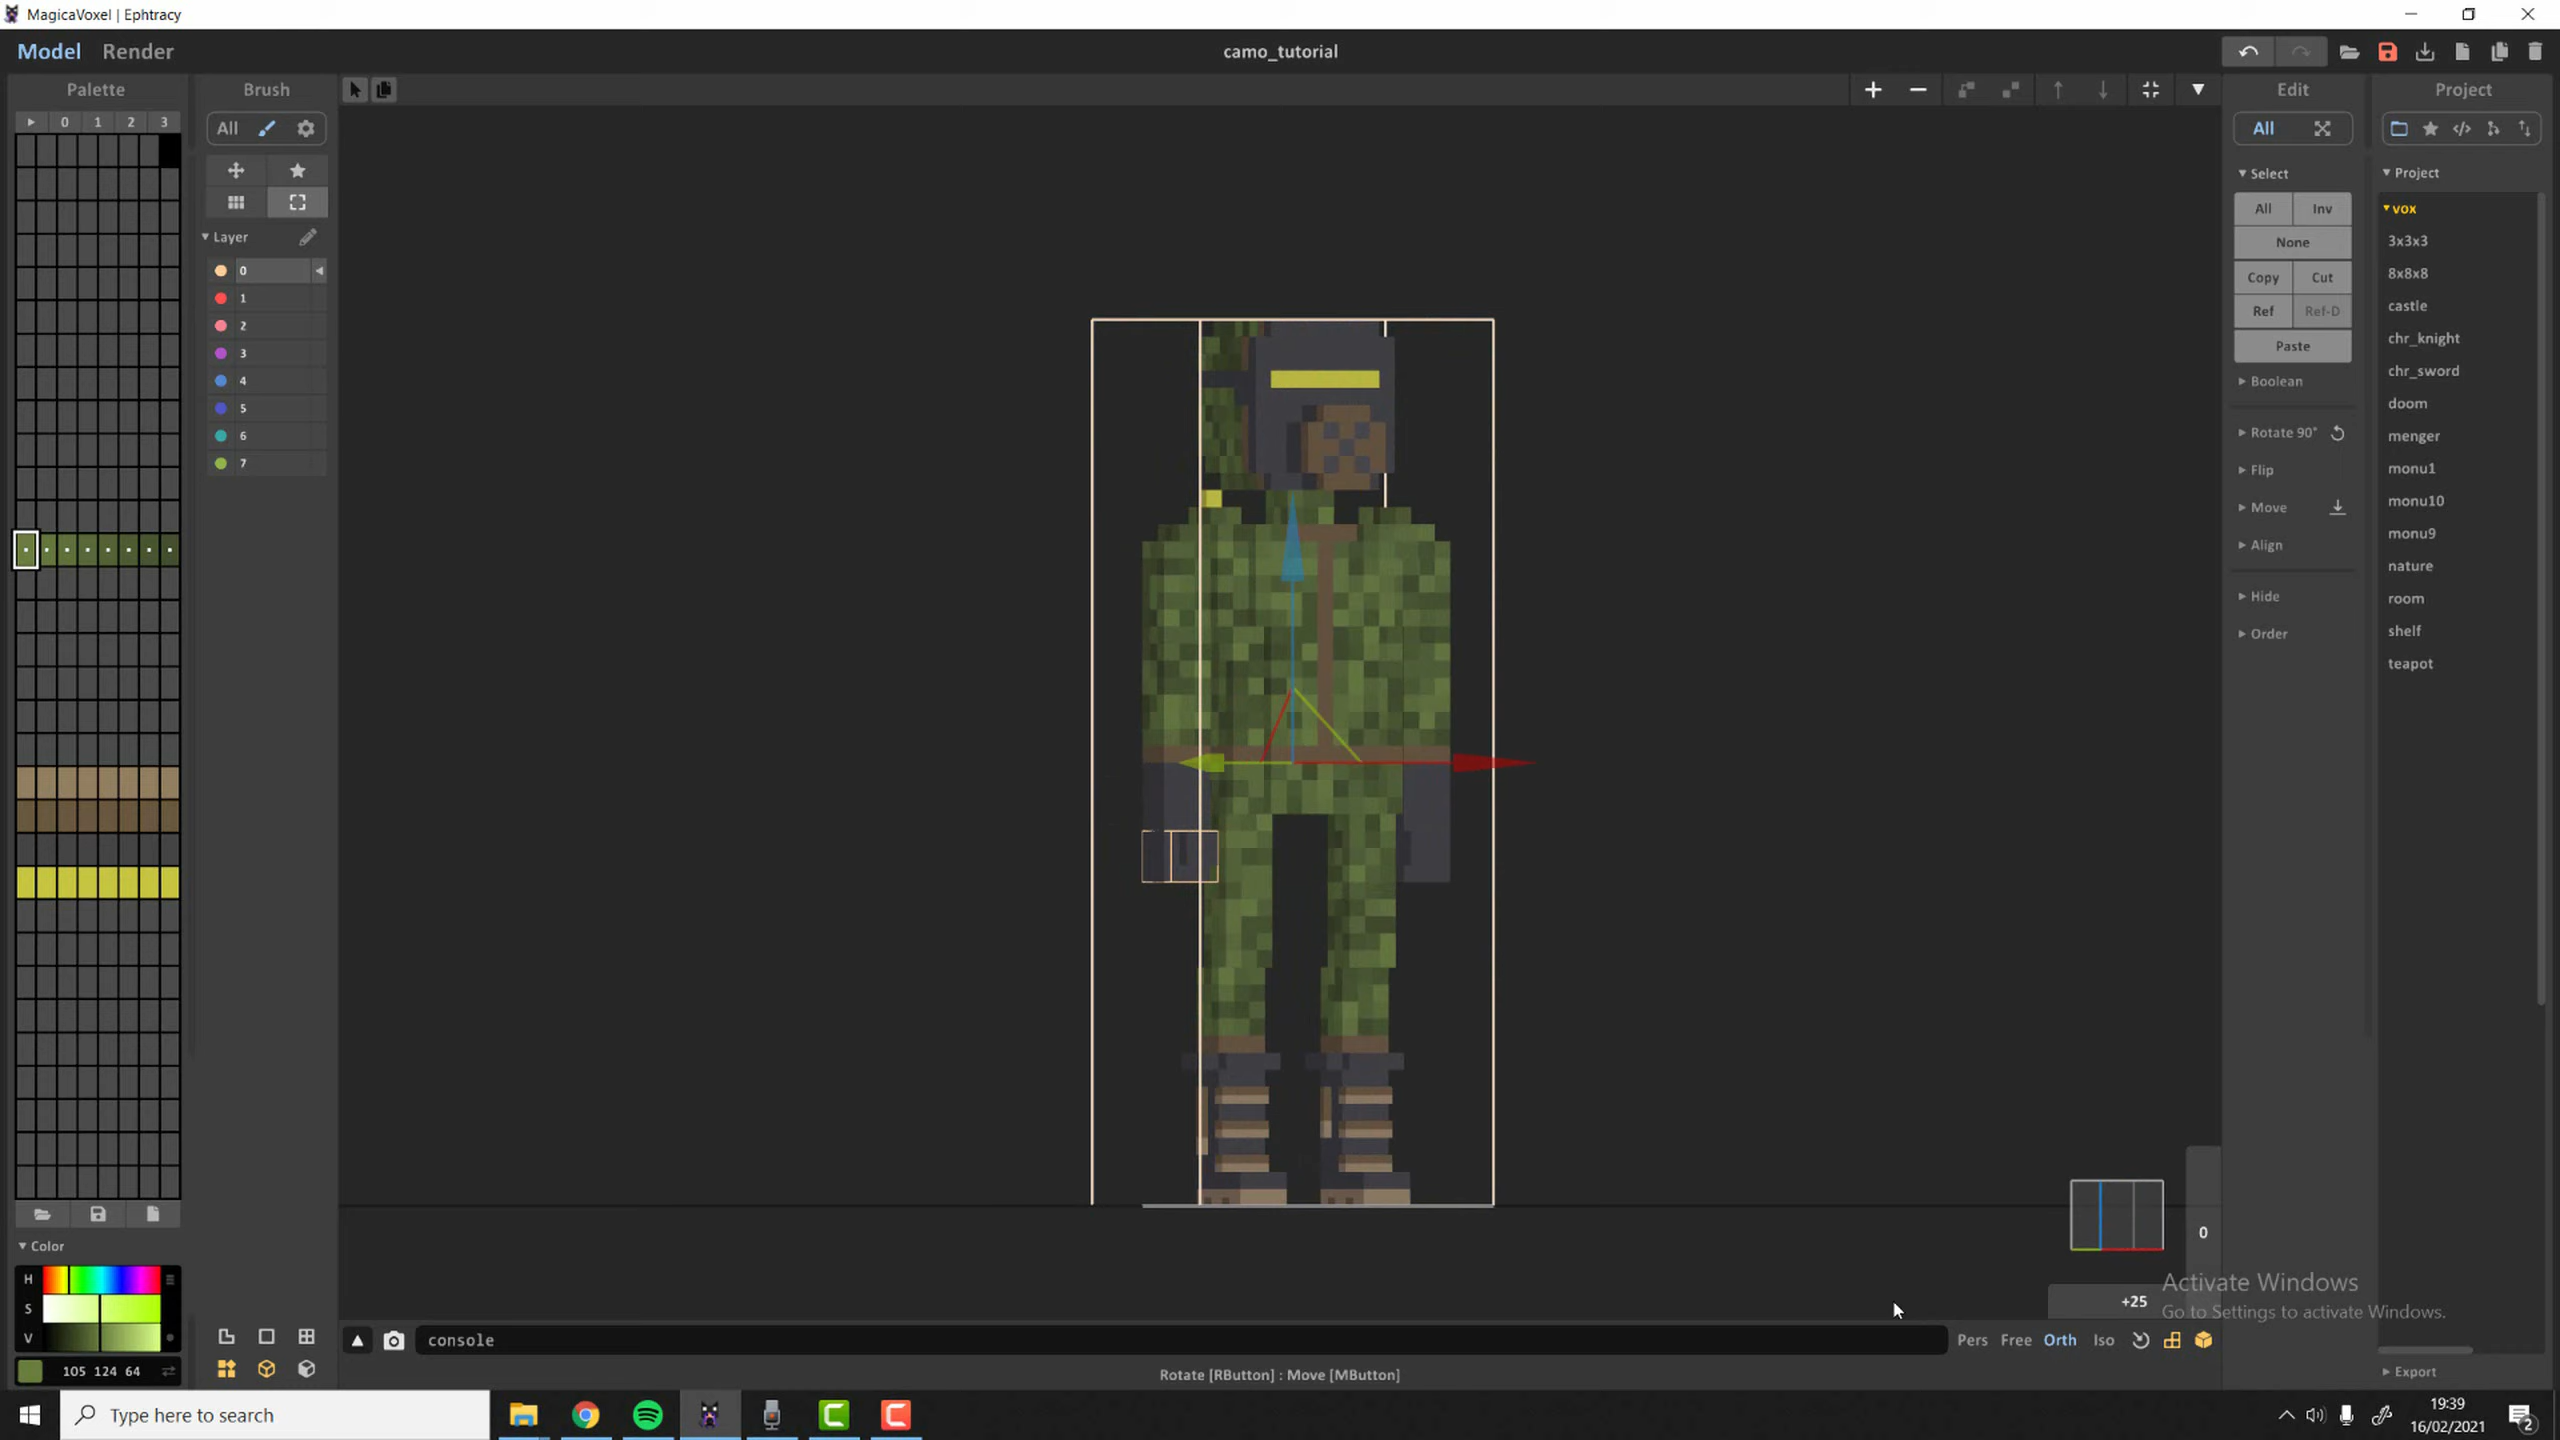 MagicaVoxel | Ephtracy
Model Render
camo_tutorial
Palette
Brush
Edit
Project
0 1 2 3
All
All
Layer
0
1
2
3
4
5
6
7
Select
All Inv
None
Copy Cut
Ref Ref-D
Paste
Boolean
Rotate 90°
Flip
Move
Align
Hide
Order
Project
vox
3x3x3
8x8x8
castle
chr_knight
chr_sword
doom
menger
monu1
monu10
monu9
nature
room
shelf
teapot
Export
Color
H
S
V
105 124 64
0
+25
Activate Windows
Go to Settings to activate Windows.
console
Pers Free Orth Iso
Rotate [RButton] : Move [MButton]
Type here to search
19:39
16/02/2021
2